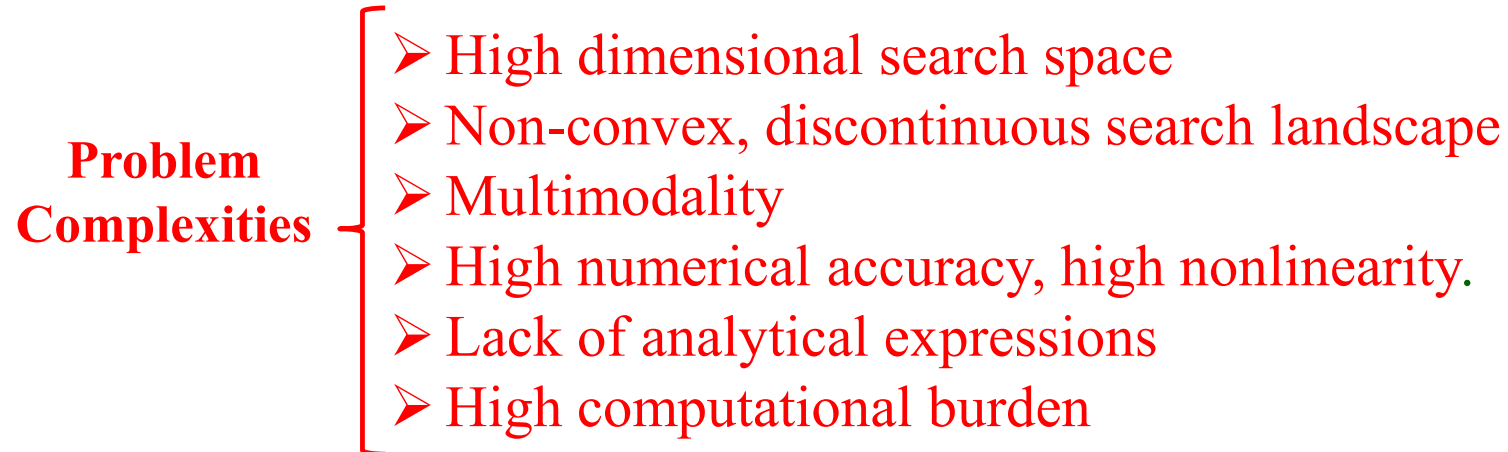 Problem
Complexities
➢ High dimensional search space
➢ Non-convex, discontinuous search landscape
➢ Multimodality
➢ High numerical accuracy, high nonlinearity.
➢ Lack of analytical expressions
➢ High computational burden